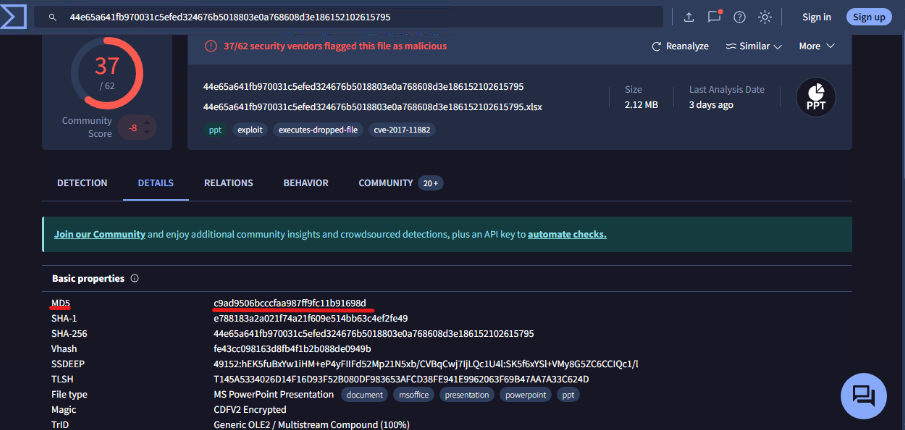 44e65a641fb970031c5efed324676b5018803e0a768608d3e186152102615795
Sign in
Sign up
37
/ 62
Community
Score
-8
37/62 security vendors flagged this file as malicious
Reanalyze
Similar
More
44e65a641fb970031c5efed324676b5018803e0a768608d3e186152102615795
44e65a641fb970031c5efed324676b5018803e0a768608d3e186152102615795.xlsx
ppt exploit executes-dropped-file cve-2017-11882
Size
2.12 MB
Last Analysis Date
3 days ago
PPT
DETECTION DETAILS RELATIONS BEHAVIOR COMMUNITY 20+
Join our Community and enjoy additional community insights and crowdsourced detections, plus an API key to automate checks.
Basic properties
MD5 c9ad9506bcccfaa987ff9fc11b91698d
SHA-1 e788183a2a021f74a21f609e514bb63c4ef2fe49
SHA-256 44e65a641fb970031c5efed324676b5018803e0a768608d3e186152102615795
Vhash fe43cc098163d8fb4f1b2b088de0949b
SSDEEP 49152:hEK5fuBxYw1iHM+eP4yFIIFd52Mp21N5xb/CVBqCwj7IjLQc1U4l:SK5f6xYSl+VMy8G5ZC6CCIQc1/l
TLSH T145A5334026D14F16D93F52B080DF983653AFCD38FE941E9962063F69B47AA7A33C624D
File type MS PowerPoint Presentation document msoffice presentation powerpoint ppt
Magic CDFV2 Encrypted
TrID Generic OLE2 / Multistream Compound (100%)